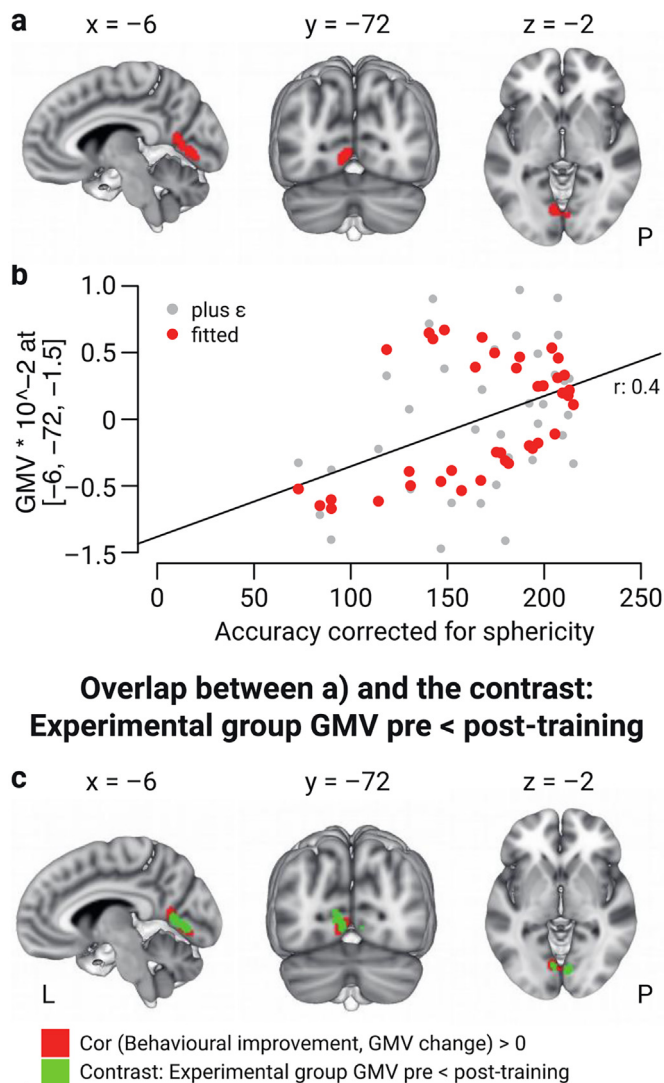 a
x = −6 y = −72 z = −2
P
b
1.0
0.5
0
−0.5
−1.5
GMV * 10^−2 at
[−6, −72, −1.5]
plus ε
fitted
r: 0.4
0 50 100 150 200 250
Accuracy corrected for sphericity
Overlap between a) and the contrast:
Experimental group GMV pre < post-training
c
x = −6 y = −72 z = −2
L P
Cor (Behavioural improvement, GMV change) > 0
Contrast: Experimental group GMV pre < post-training